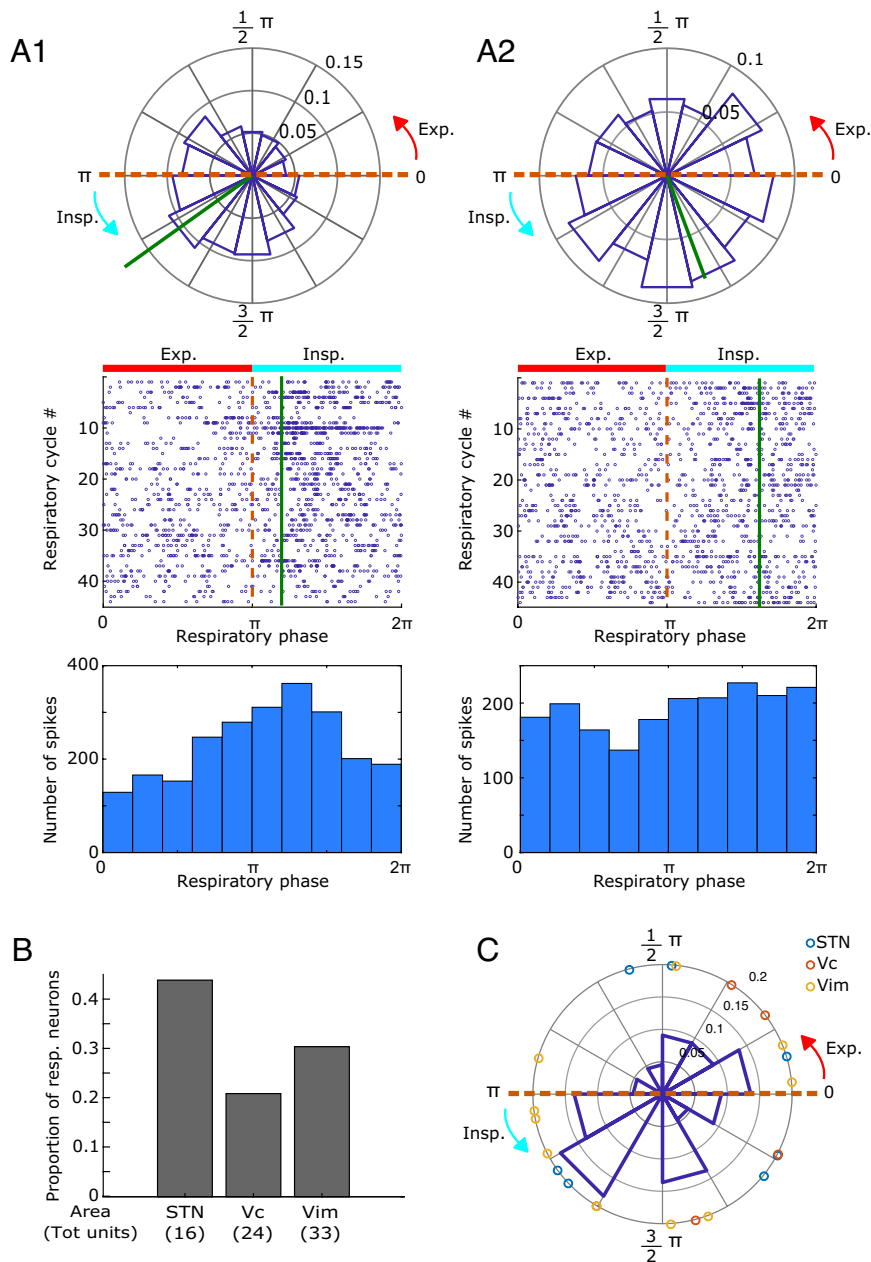 A1
1/2 π
0.15
0.1
0.05
Exp.
π
0
Insp.
3/2 π
A2
1/2 π
0.1
0.05
Exp.
π
0
Insp.
3/2 π
Exp. Insp.
Respiratory cycle #
10
20
30
40
0 π 2π
Respiratory phase
Exp. Insp.
Respiratory cycle #
10
20
30
40
0 π 2π
Respiratory phase
Number of spikes
400
200
0
0 π 2π
Respiratory phase
Number of spikes
200
100
0
0 π 2π
Respiratory phase
B
Proportion of resp. neurons
0.4
0.3
0.2
0.1
0
Area STN Vc Vim
(Tot units) (16) (24) (33)
C
1/2 π
STN
Vc
Vim
0.2
0.15
0.1
0.05
Exp.
π
0
Insp.
3/2 π